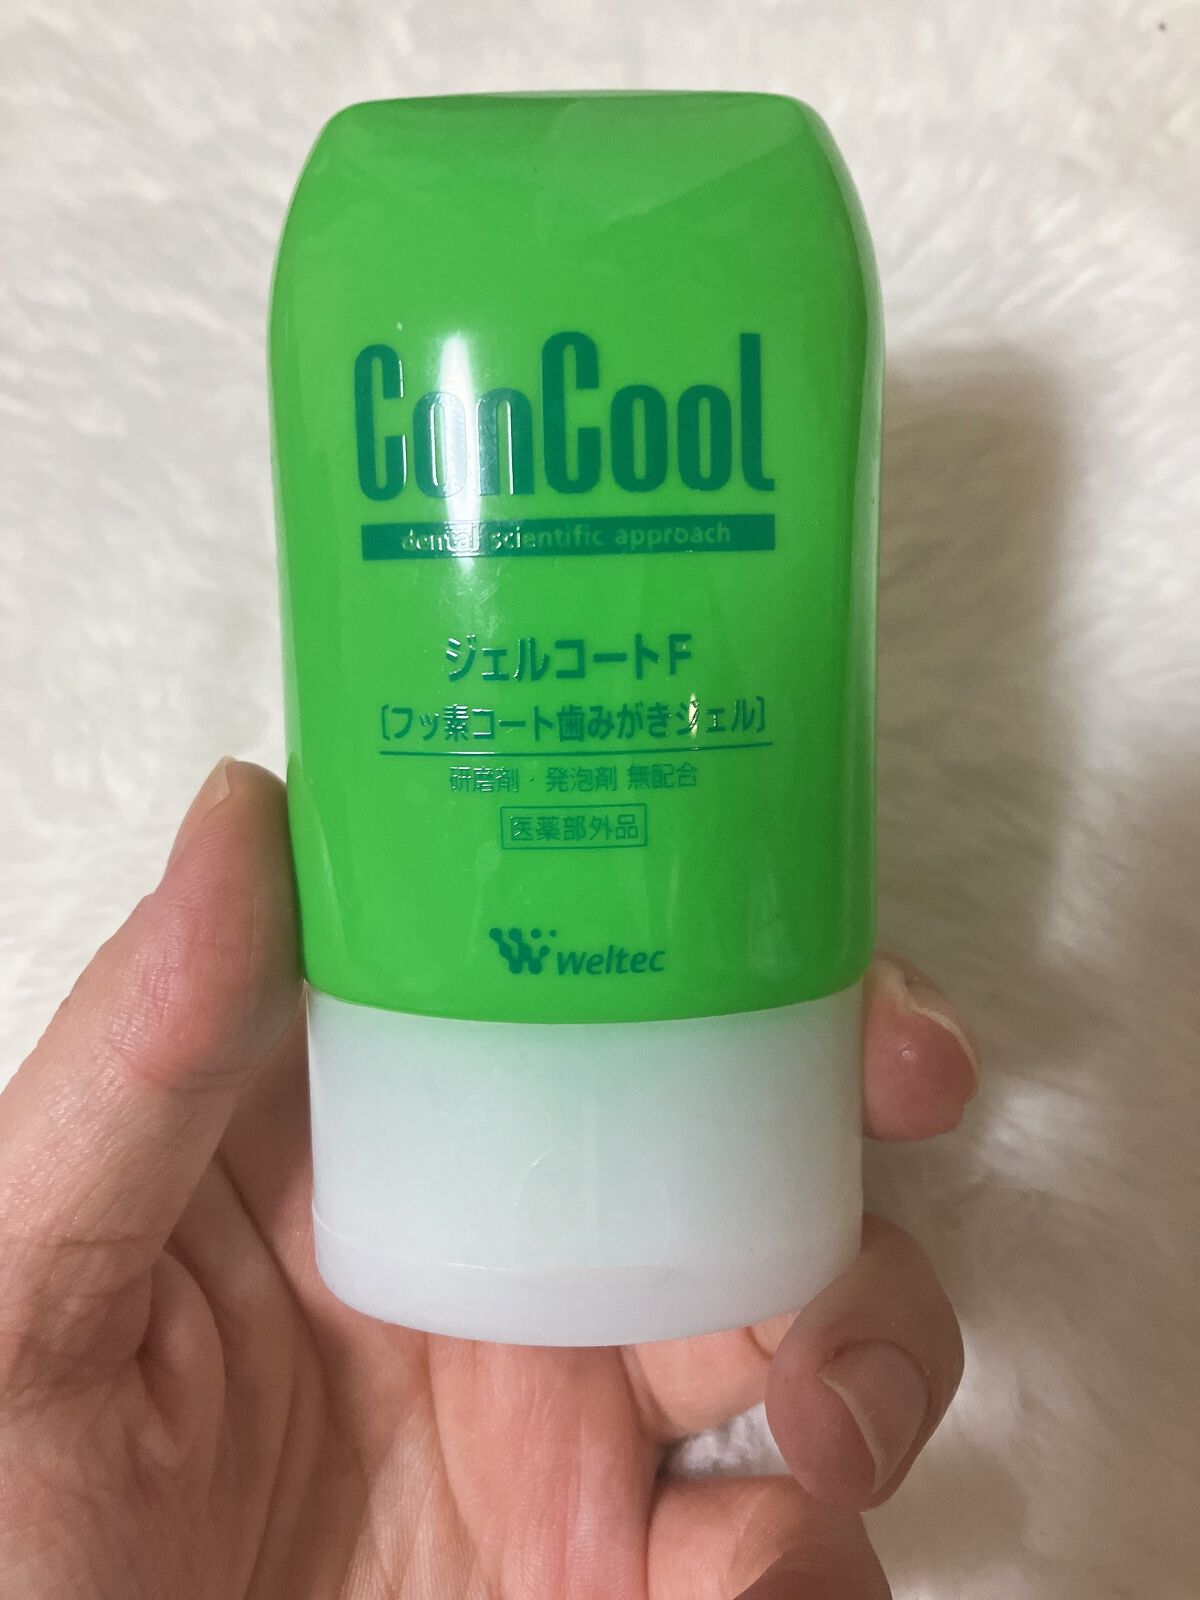 ConCool
dental scientific approach
ジェルコートF
〔フッ素コート歯みがきジェル〕
研磨剤・発泡剤 無配合
医薬部外品
weltec